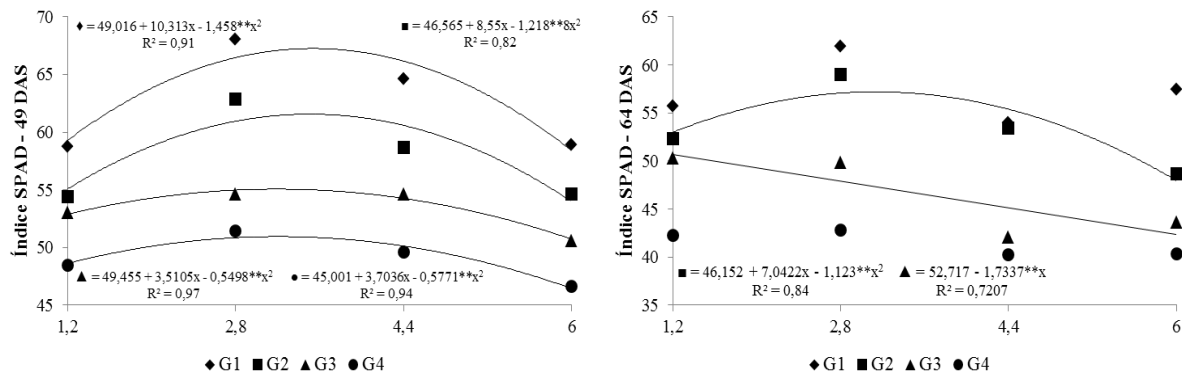 Índice SPAD - 49 DAS
70
65
60
55
50
45
♦ = 49,016 + 10,313x - 1,458**x²
R² = 0,91
■ = 46,565 + 8,55x - 1,218**8x²
R² = 0,82
▲ = 49,455 + 3,5105x - 0,5498**x²
R² = 0,97
● = 45,001 + 3,7036x - 0,5771**x²
R² = 0,94
1,2 2,8 4,4 6
♦ G1 ■ G2 ▲ G3 ● G4
Índice SPAD - 64 DAS
65
60
55
50
45
40
35
■ = 46,152 + 7,0422x - 1,123**x²
R² = 0,84
▲ = 52,717 - 1,7337**x
R² = 0,7207
1,2 2,8 4,4 6
♦ G1 ■ G2 ▲ G3 ● G4